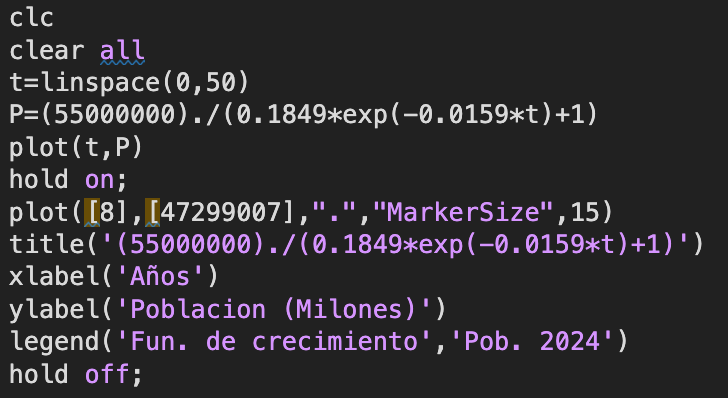 clc
clear all
t=linspace(0,50)
P=(55000000)./(0.1849*exp(-0.0159*t)+1)
plot(t,P)
hold on;
plot([8],[47299007],".","MarkerSize",15)
title('(55000000)./(0.1849*exp(-0.0159*t)+1)')
xlabel('Años')
ylabel('Poblacion (Milones)')
legend('Fun. de crecimiento','Pob. 2024')
hold off;